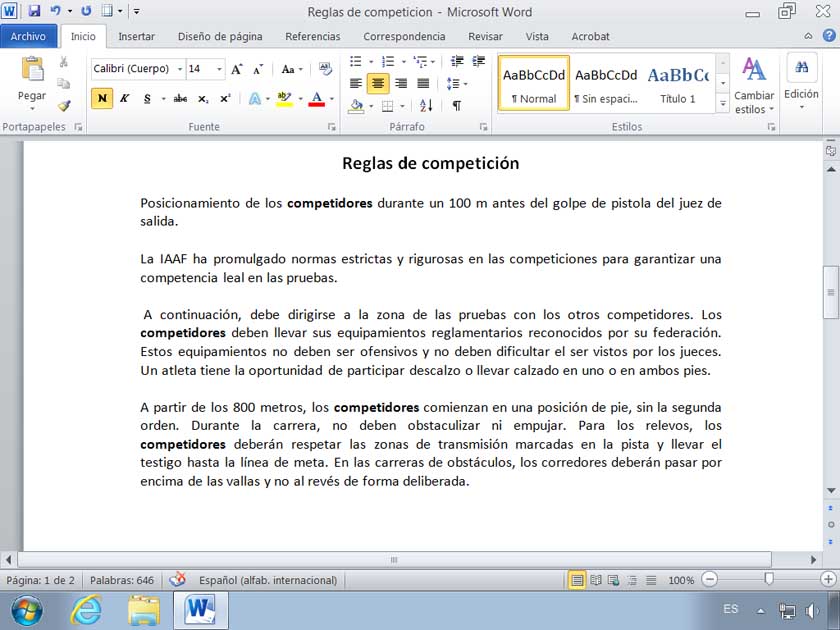 Reglas de competicion - Microsoft Word
Archivo Inicio Insertar Diseño de página Referencias Correspondencia Revisar Vista Acrobat
Calibri (Cuerpo) 14
Pegar
N K S abc x₂ x²
AaBbCcDd AaBbCcDd AaBbCc
¶ Normal ¶ Sin espaci... Título 1
Cambiar estilos
Edición
Portapapeles Fuente Párrafo Estilos
Reglas de competición
Posicionamiento de los competidores durante un 100 m antes del golpe de pistola del juez de
salida.
La IAAF ha promulgado normas estrictas y rigurosas en las competiciones para garantizar una
competencia leal en las pruebas.
A continuación, debe dirigirse a la zona de las pruebas con los otros competidores. Los
competidores deben llevar sus equipamientos reglamentarios reconocidos por su federación.
Estos equipamientos no deben ser ofensivos y no deben dificultar el ser vistos por los jueces.
Un atleta tiene la oportunidad de participar descalzo o llevar calzado en uno o en ambos pies.
A partir de los 800 metros, los competidores comienzan en una posición de pie, sin la segunda
orden. Durante la carrera, no deben obstaculizar ni empujar. Para los relevos, los
competidores deberán respetar las zonas de transmisión marcadas en la pista y llevar el
testigo hasta la línea de meta. En las carreras de obstáculos, los corredores deberán pasar por
encima de las vallas y no al revés de forma deliberada.
Página: 1 de 2 Palabras: 646 Español (alfab. internacional) 100%
ES